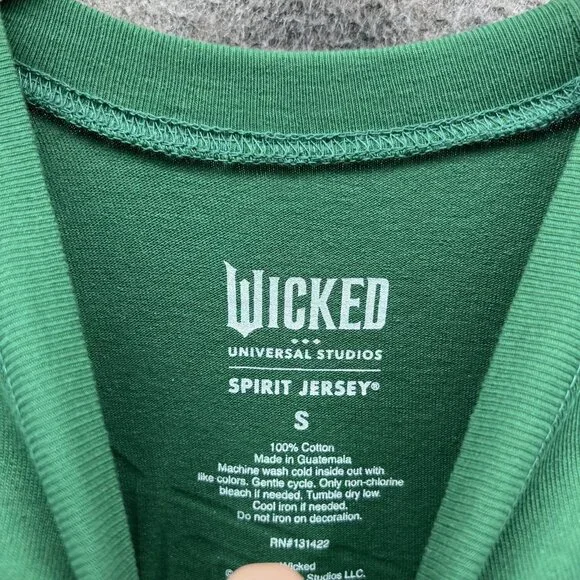 WICKED
UNIVERSAL STUDIOS
SPIRIT JERSEY®
S
100% Cotton
Made in Guatemala
Machine wash cold inside out with
like colors. Gentle cycle. Only non-chlorine
bleach if needed. Tumble dry low.
Cool iron if needed.
Do not iron on decoration.
RN#131422
Wicked
© Studios LLC.